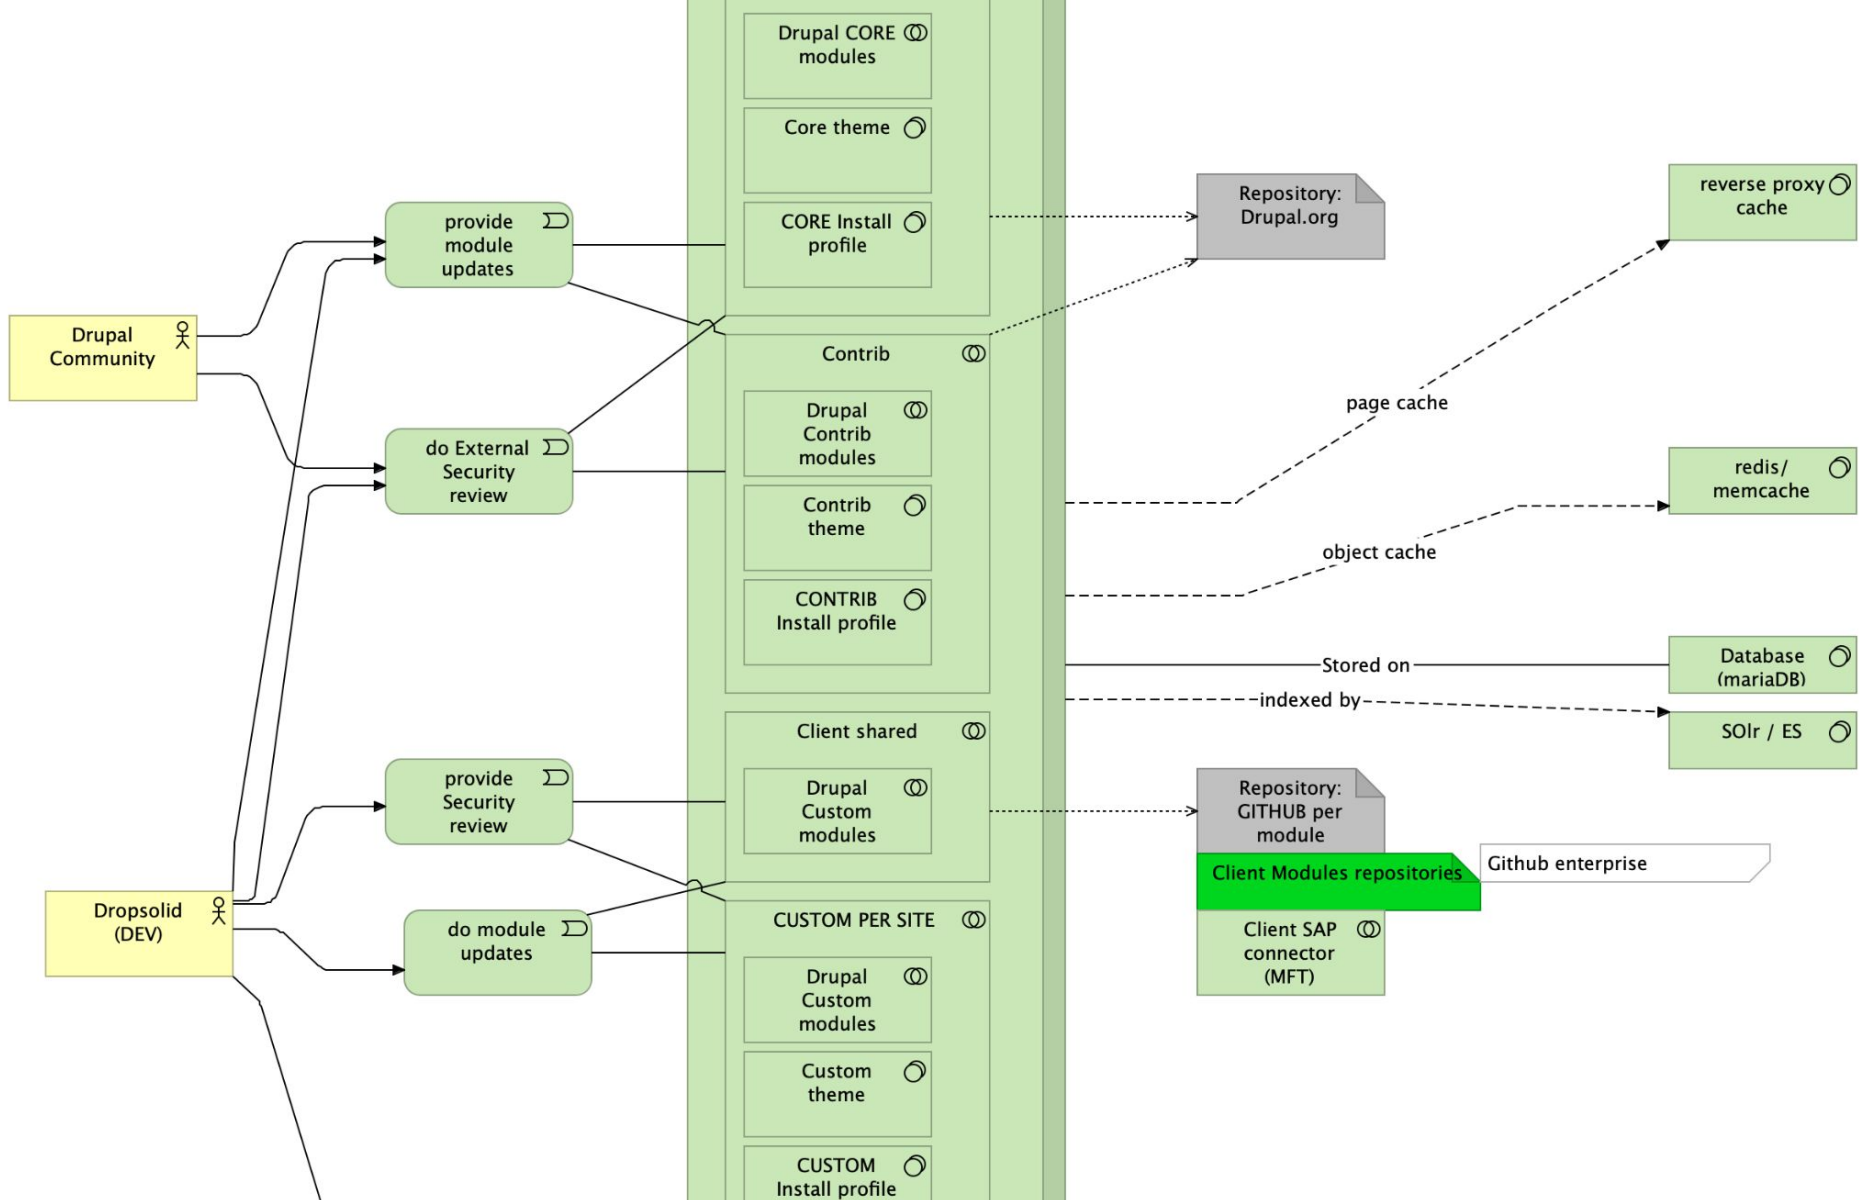 Drupal CORE
modules
Core theme
CORE Install
profile
provide
module
updates
Repository:
Drupal.org
reverse proxy
cache
Drupal
Community
Contrib
Drupal
Contrib
modules
do External
Security
review
page cache
redis/
memcache
Contrib
theme
object cache
CONTRIB
Install profile
Stored on
Database
(mariaDB)
indexed by
SOlr / ES
Client shared
provide
Security
review
Drupal
Custom
modules
Repository:
GITHUB per
module
Client Modules repositories
Github enterprise
Dropsolid
(DEV)
do module
updates
CUSTOM PER SITE
Client SAP
connector
(MFT)
Drupal
Custom
modules
Custom
theme
CUSTOM
Install profile